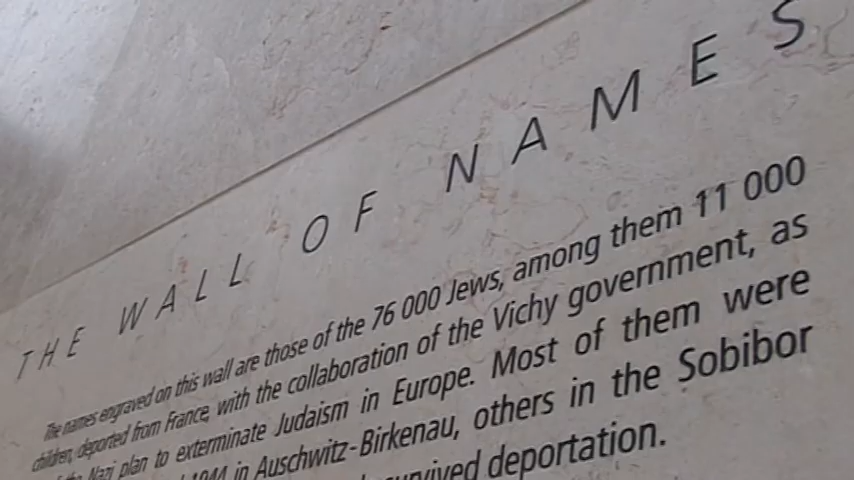 THE WALL OF NAMES
The names engraved on this wall are those of the 76 000 Jews, among them 11 000
children, deported from France, with the collaboration of the Vichy government, as
the Nazi plan to exterminate Judaism in Europe. Most of them were
1944 in Auschwitz-Birkenau, others in the Sobibor
survived deportation.